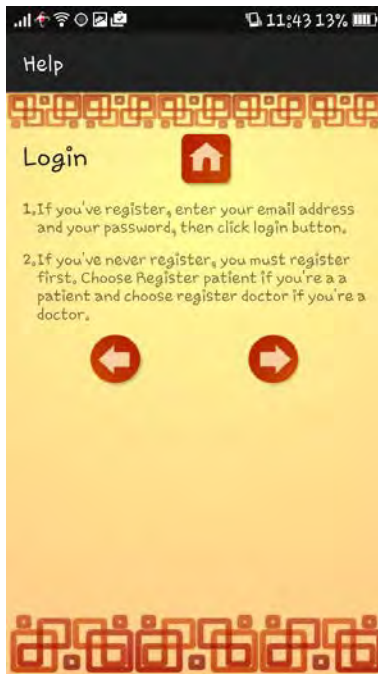 11:43 13%
Help
Login
1.If you've register, enter your email address
and your password, then click login button.
2.If you've never register, you must register
first. Choose Register patient if you're a a
patient and choose register doctor if you're a
doctor.